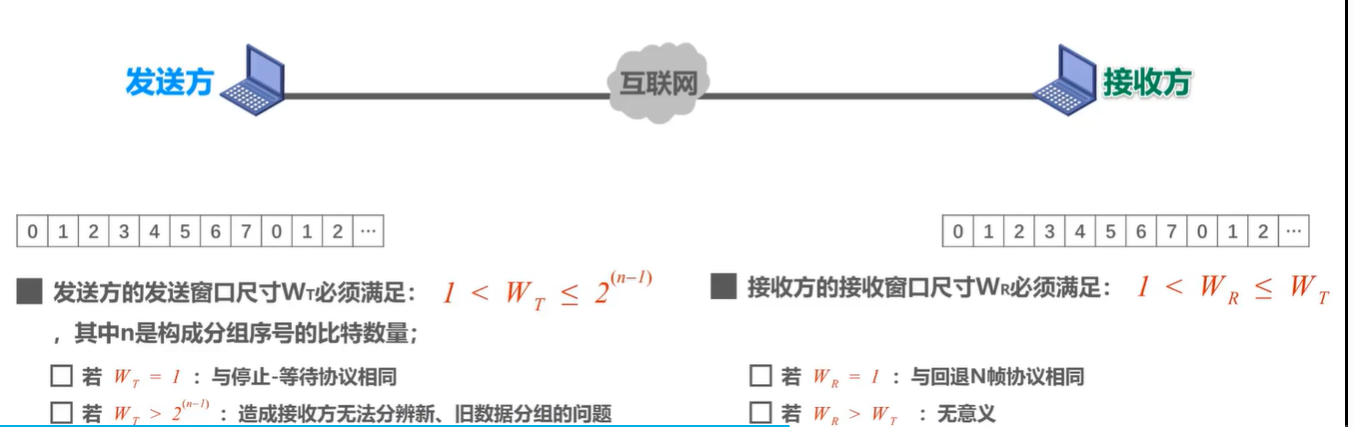 发送方
互联网
接收方
0 1 2 3 4 5 6 7 0 1 2 ···
0 1 2 3 4 5 6 7 0 1 2 ···
发送方的发送窗口尺寸WT必须满足： 1 < W_T ≤ 2^(n−1)
，其中n是构成分组序号的比特数量；
若 W_T = 1 ：与停止-等待协议相同
若 W_T > 2^(n−1) ：造成接收方无法分辨新、旧数据分组的问题
接收方的接收窗口尺寸WR必须满足： 1 < W_R ≤ W_T
若 W_R = 1 ：与回退N帧协议相同
若 W_R > W_T ：无意义